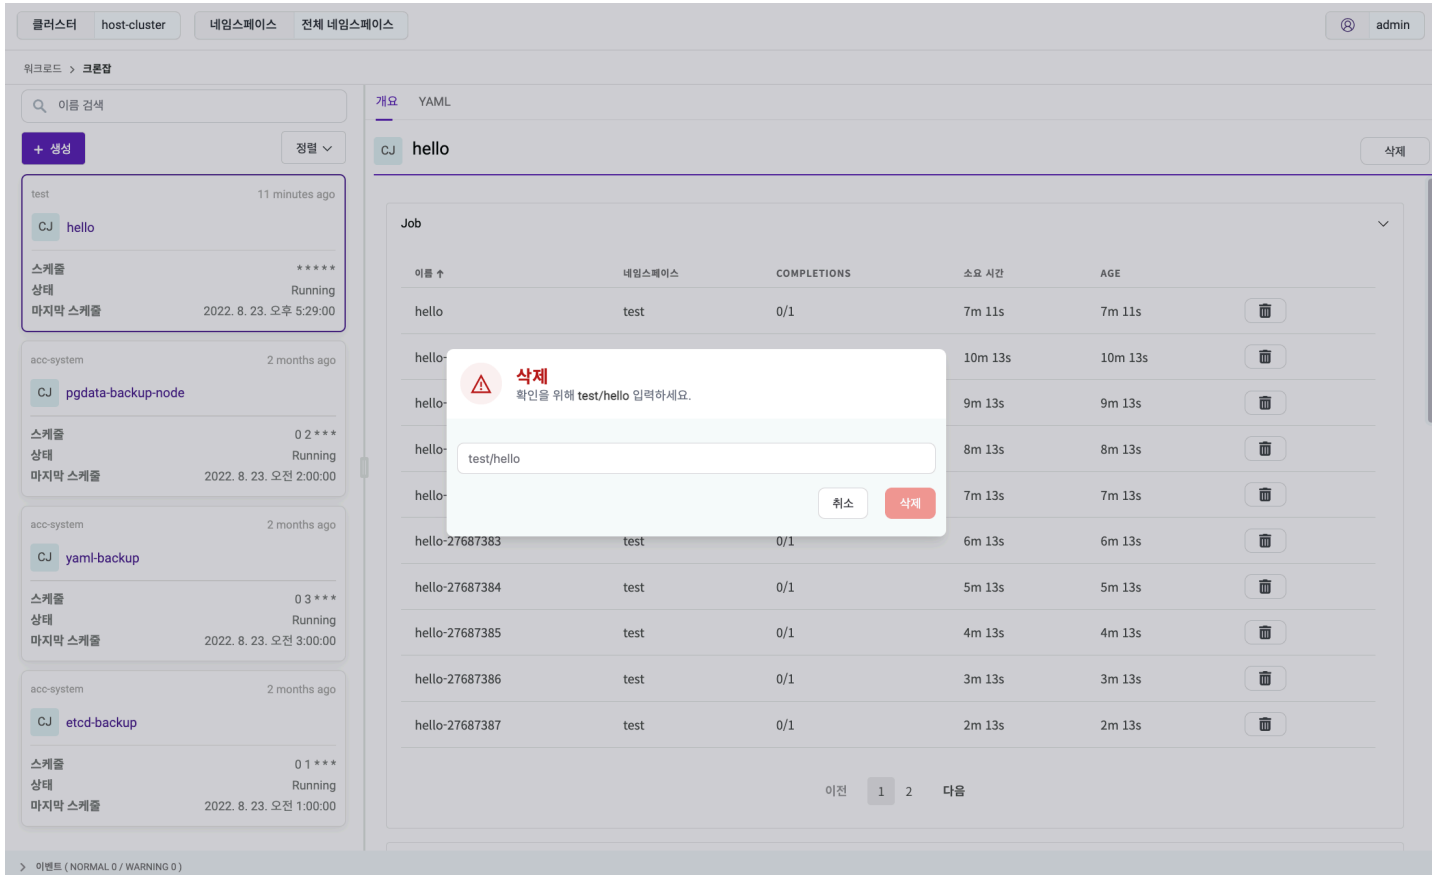 클러스터 host-cluster 네임스페이스 전체 네임스페이스 admin
워크로드 > 크론잡
이름 검색
+ 생성 정렬
test 11 minutes ago
CJ hello
스케줄 * * * * *
상태 Running
마지막 스케줄 2022. 8. 23. 오후 5:29:00
acc-system 2 months ago
CJ pgdata-backup-node
스케줄 0 2 * * *
상태 Running
마지막 스케줄 2022. 8. 23. 오전 2:00:00
acc-system 2 months ago
CJ yaml-backup
스케줄 0 3 * * *
상태 Running
마지막 스케줄 2022. 8. 23. 오전 3:00:00
acc-system 2 months ago
CJ etcd-backup
스케줄 0 1 * * *
상태 Running
마지막 스케줄 2022. 8. 23. 오전 1:00:00
개요 YAML
CJ hello 삭제
Job
이름 ↑ 네임스페이스 COMPLETIONS 소요 시간 AGE
hello test 0/1 7m 11s 7m 11s
hello- 10m 13s 10m 13s
hello- 9m 13s 9m 13s
hello- 8m 13s 8m 13s
hello- 7m 13s 7m 13s
hello-27687383 test 0/1 6m 13s 6m 13s
hello-27687384 test 0/1 5m 13s 5m 13s
hello-27687385 test 0/1 4m 13s 4m 13s
hello-27687386 test 0/1 3m 13s 3m 13s
hello-27687387 test 0/1 2m 13s 2m 13s
이전 1 2 다음
삭제
확인을 위해 test/hello 입력하세요.
test/hello
취소 삭제
> 이벤트 ( NORMAL 0 / WARNING 0 )